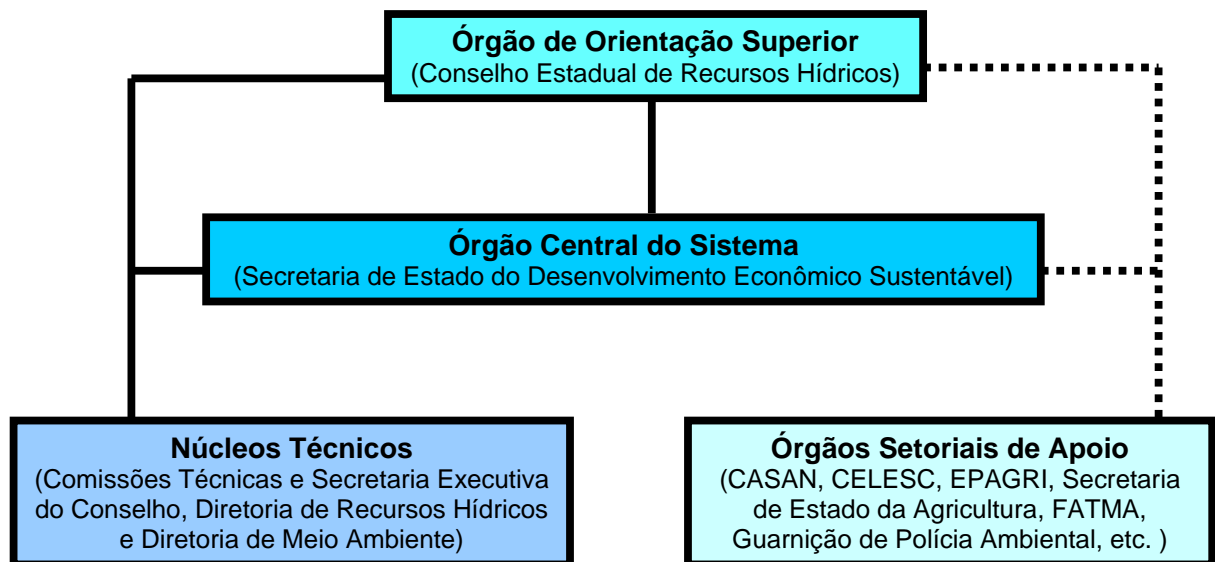 Órgão de Orientação Superior
(Conselho Estadual de Recursos Hídricos)
Órgão Central do Sistema
(Secretaria de Estado do Desenvolvimento Econômico Sustentável)
Núcleos Técnicos
(Comissões Técnicas e Secretaria Executiva
do Conselho, Diretoria de Recursos Hídricos
e Diretoria de Meio Ambiente)
Órgãos Setoriais de Apoio
(CASAN, CELESC, EPAGRI, Secretaria
de Estado da Agricultura, FATMA,
Guarnição de Polícia Ambiental, etc. )